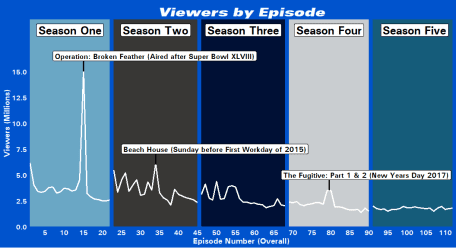 Viewers by Episode
Season One
Season Two
Season Three
Season Four
Season Five
Operation: Broken Feather (Aired after Super Bowl XLVIII)
Beach House (Sunday before First Workday of 2015)
The Fugitive: Part 1 & 2 (New Years Day 2017)
Viewers (Millions)
15.0
12.5
10.0
7.5
5.0
2.5
0.0
5 10 15 20 25 30 35 40 45 50 55 60 65 70 75 80 85 90 95 100 105 110
Episode Number (Overall)